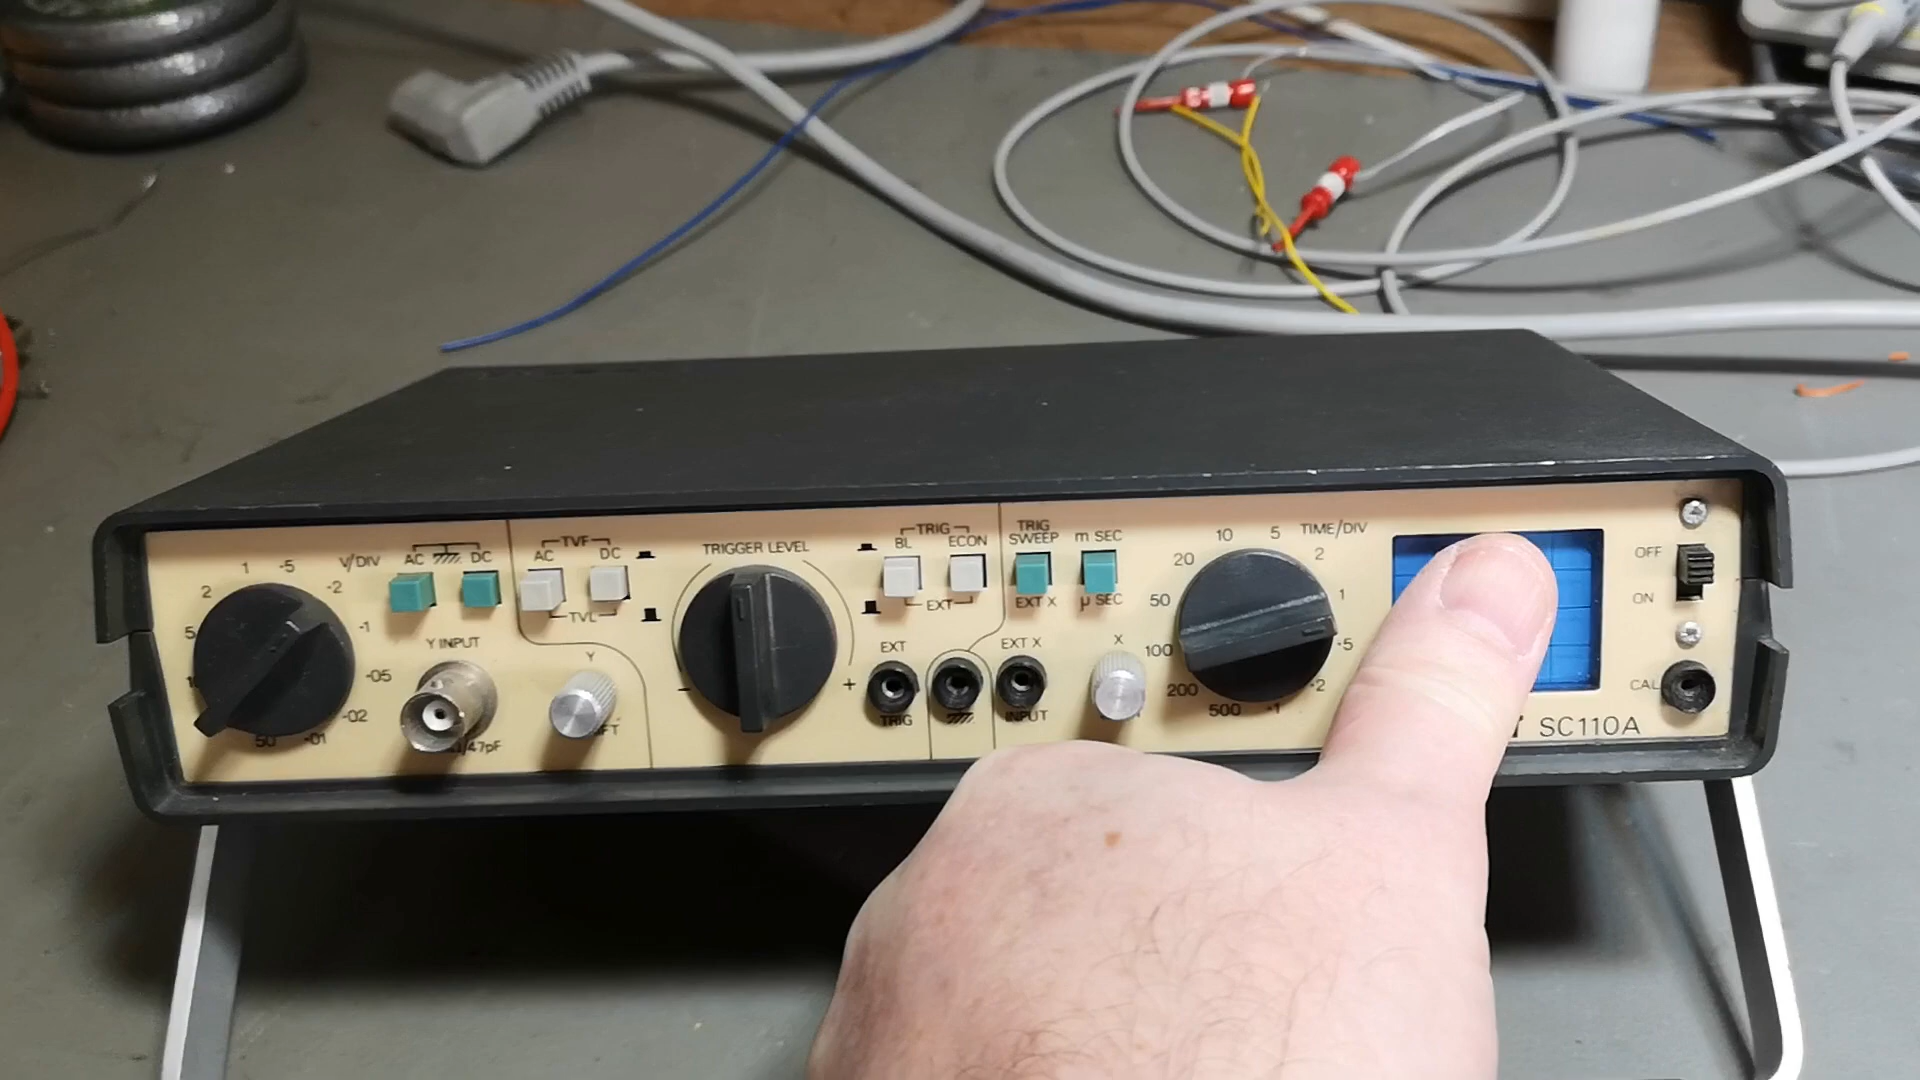 V/DIV
1
-5
2
-2
5
-1
-05
-02
50
-01
AC
DC
Y INPUT
/47pF
TVF
AC
DC
TVL
Y
TRIGGER LEVEL
-
+
TRIG
BL
ECON
EXT
EXT
TRIG
TRIG
SWEEP
EXT X
m SEC
µ SEC
EXT X
INPUT
X
TIME/DIV
10
5
20
2
50
1
100
-5
200
-2
500
-1
OFF
ON
CAL
SC110A